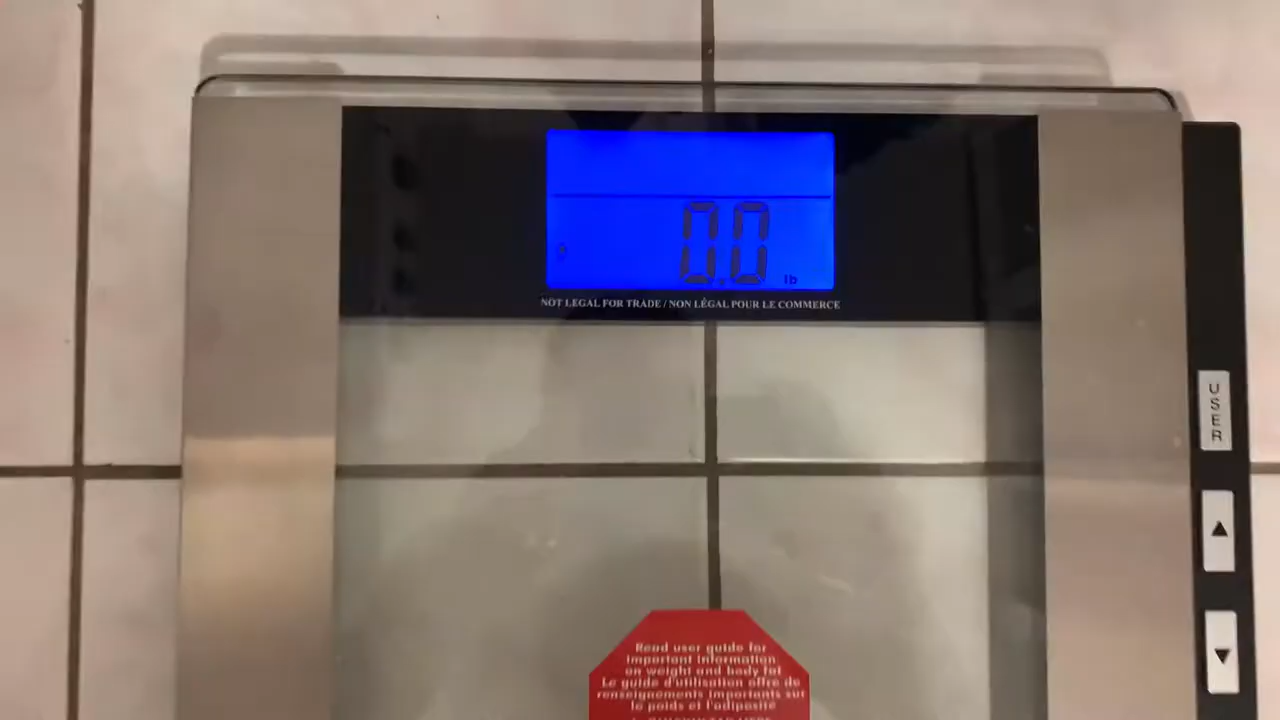 0.0
lb
NOT LEGAL FOR TRADE / NON LÉGAL POUR LE COMMERCE
USER
▲
▼
Read user guide for
important information
on weight and body fat
Le guide d'utilisation offre de
renseignements importants sur
le poids et l'adiposité